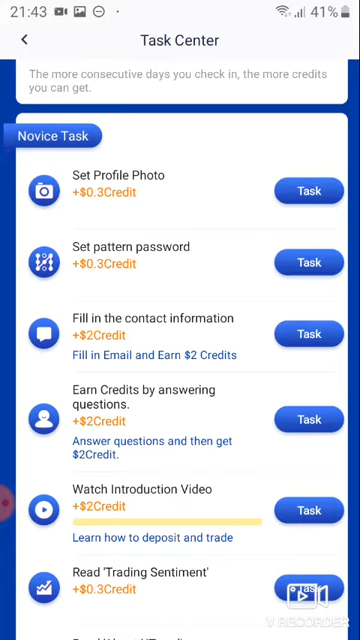 21:43
41%
Task Center
The more consecutive days you check in, the more credits
you can get.
Novice Task
Set Profile Photo
+$0.3Credit
Task
Set pattern password
+$0.3Credit
Task
Fill in the contact information
+$2Credit
Task
Fill in Email and Earn $2 Credits
Earn Credits by answering
questions.
+$2Credit
Task
Answer questions and then get
$2Credit.
Watch Introduction Video
+$2Credit
Task
Learn how to deposit and trade
Read 'Trading Sentiment'
+$0.3Credit
Task
V RECORDER